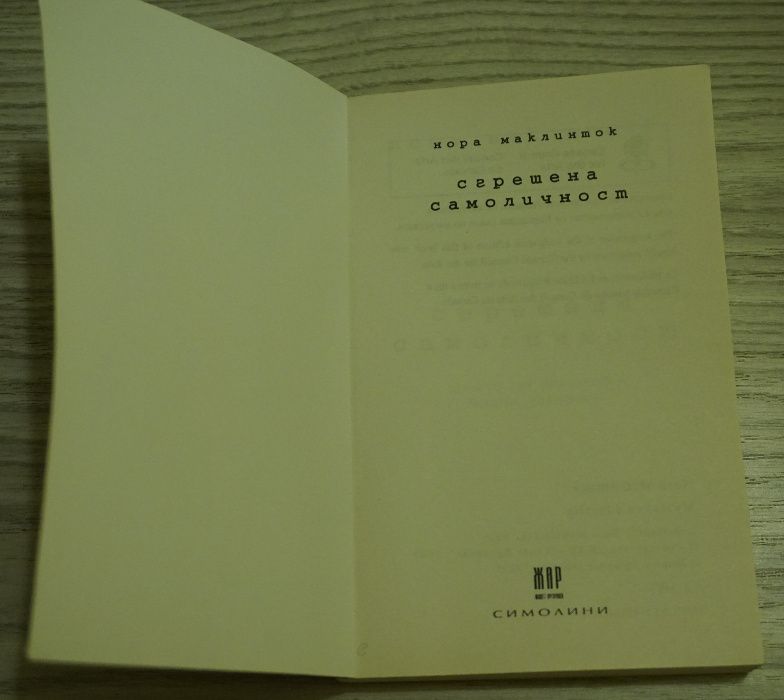 нора маклинток
сгрешена
самоличност
ЖАР
СИМОЛИНИ